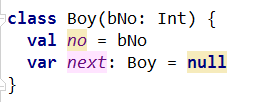 class Boy(bNo: Int) {
    val no = bNo
    var next: Boy = null
}